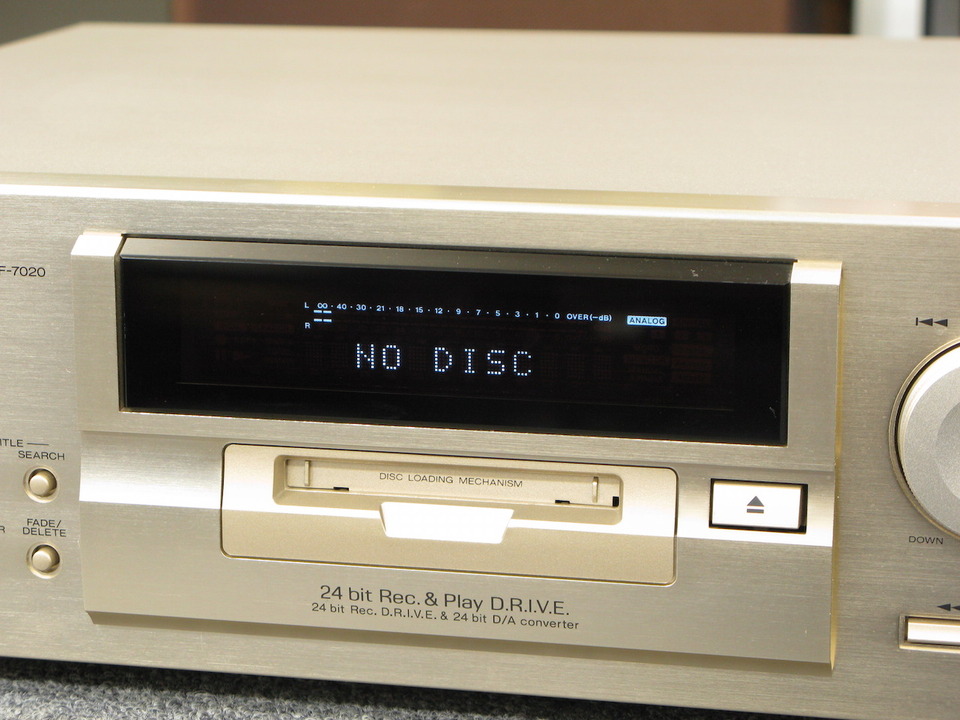 F-7020
L ∞ · 40 · 30 · 21 · 18 · 15 · 12 · 9 · 7 · 5 · 3 · 1 · 0 OVER(−dB) ANALOG
R
NO DISC
TITLE
SEARCH
FADE/
DELETE
R
DISC LOADING MECHANISM
DOWN
24 bit Rec. & Play D.R.I.V.E.
24 bit Rec. D.R.I.V.E. & 24 bit D/A converter